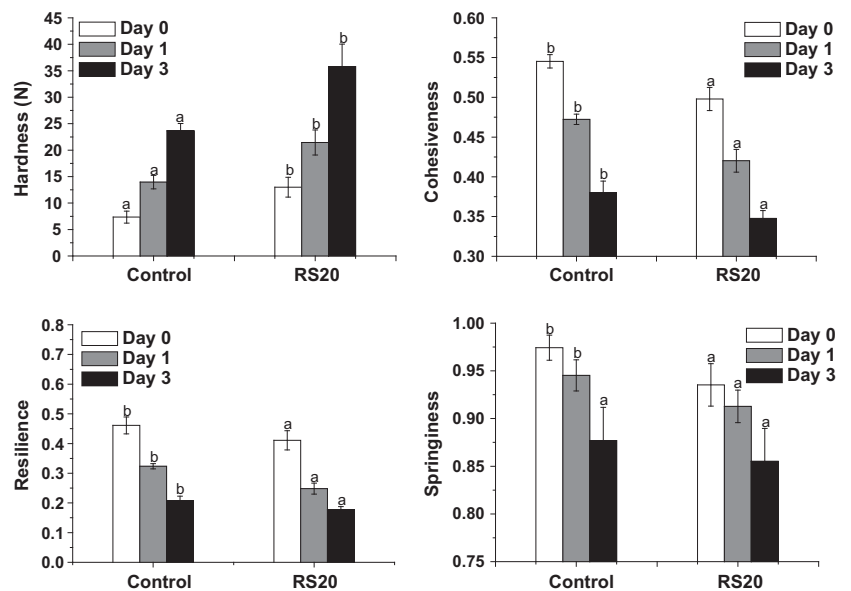 Hardness (N)
45
40
35
30
25
20
15
10
5
0
Day 0
Day 1
Day 3
a
a
a
b
b
b
Control
RS20
Cohesiveness
0.60
0.55
0.50
0.45
0.40
0.35
0.30
Day 0
Day 1
Day 3
b
b
b
a
a
a
Control
RS20
Resilience
0.8
0.7
0.6
0.5
0.4
0.3
0.2
0.1
0.0
Day 0
Day 1
Day 3
b
b
b
a
a
a
Control
RS20
Springiness
1.00
0.95
0.90
0.85
0.80
0.75
Day 0
Day 1
Day 3
b
b
a
a
a
a
Control
RS20